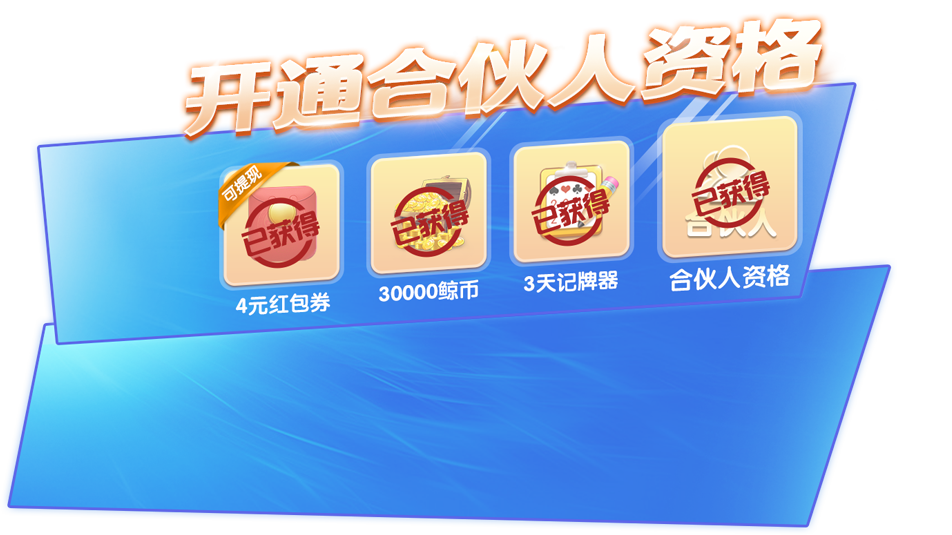 开通合伙人资格
可提现
已获得
已获得
已获得
已获得
合伙人
4元红包券
30000鲸币
3天记牌器
合伙人资格